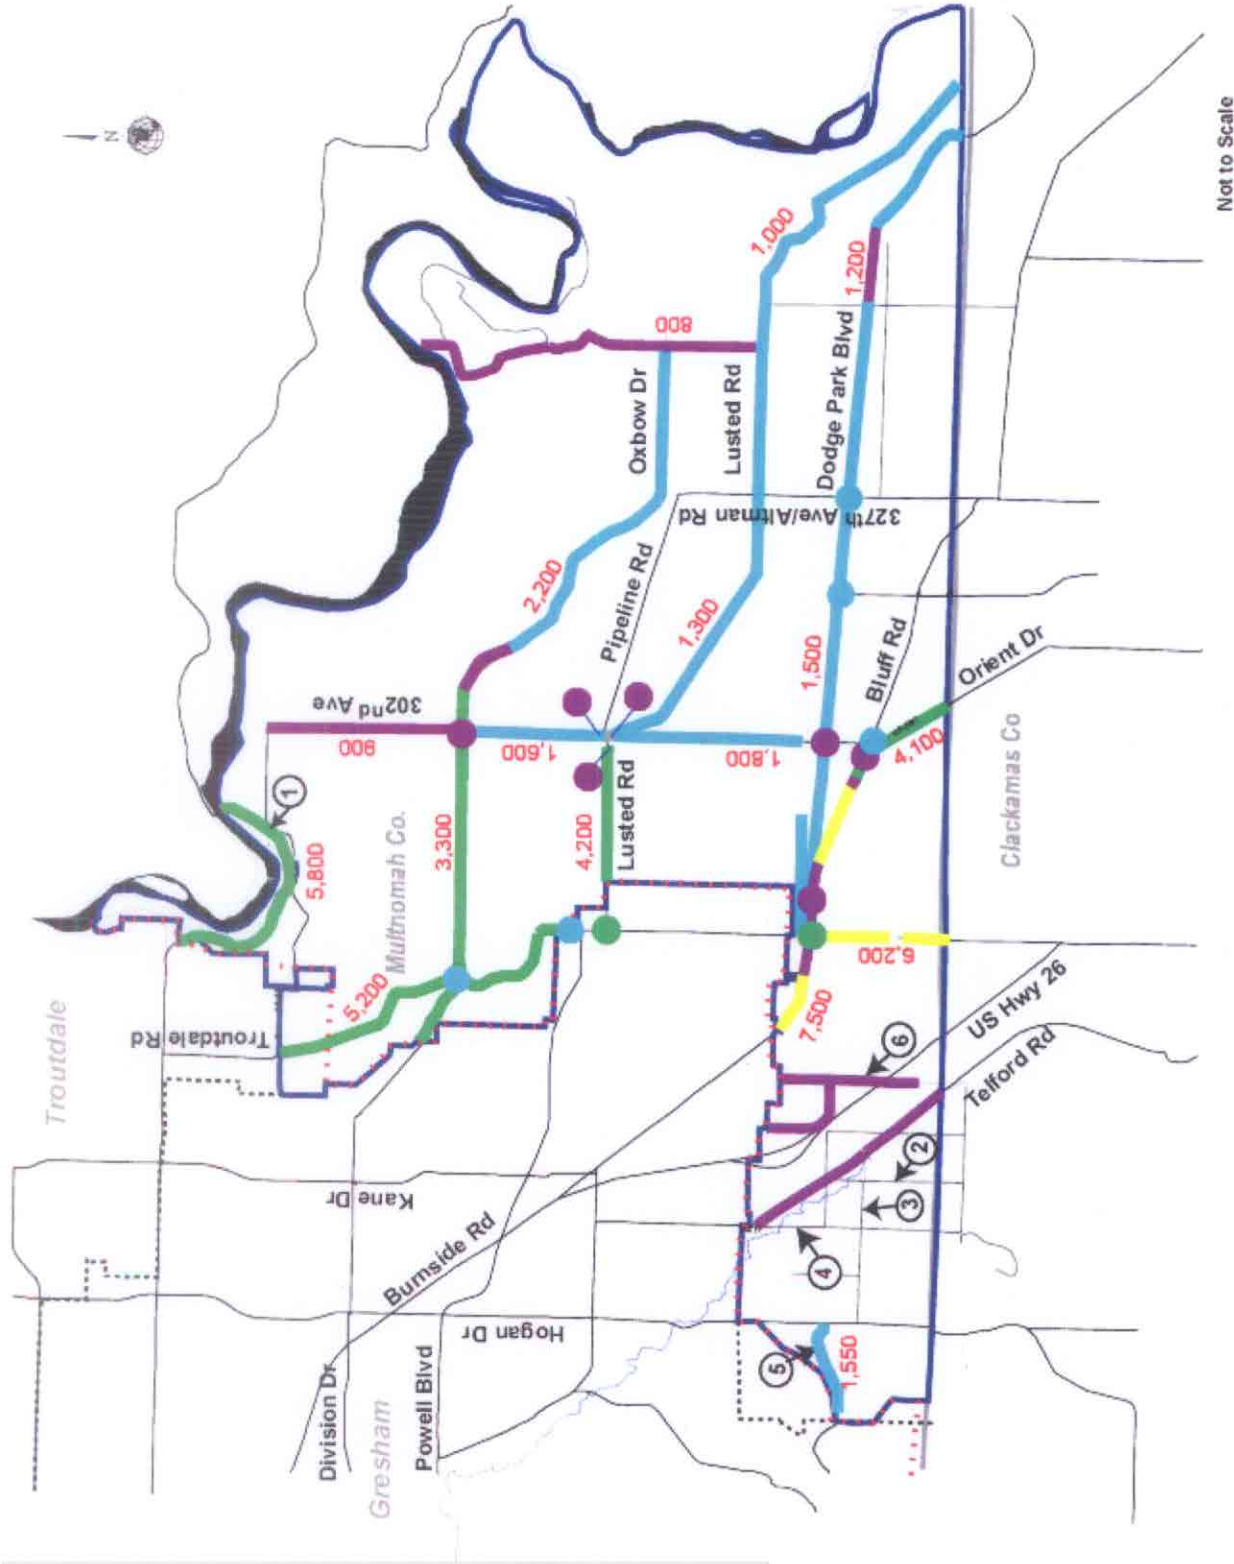 N
Troutdale
Troutdale Rd
Multnomah Co.
Gresham
Clackamas Co
Division Dr
Powell Blvd
Burnside Rd
Kane Dr
Hogan Dr
302nd Ave
Lusted Rd
Pipeline Rd
Oxbow Dr
Lusted Rd
Dodge Park Blvd
327th Ave/Altman Rd
Bluff Rd
Orient Dr
US Hwy 26
Telford Rd
5,800
5,200
3,300
900
2,200
800
1,600
4,200
1,300
1,000
1,200
1,800
1,500
4,100
6,200
7,500
1,550
1
2
3
4
5
6
Not to Scale